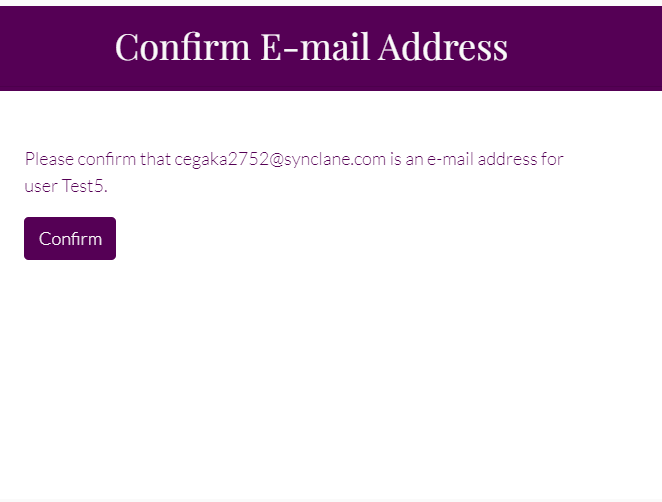 Confirm E-mail Address
Please confirm that cegaka2752@synclane.com is an e-mail address for
user Test5.
Confirm